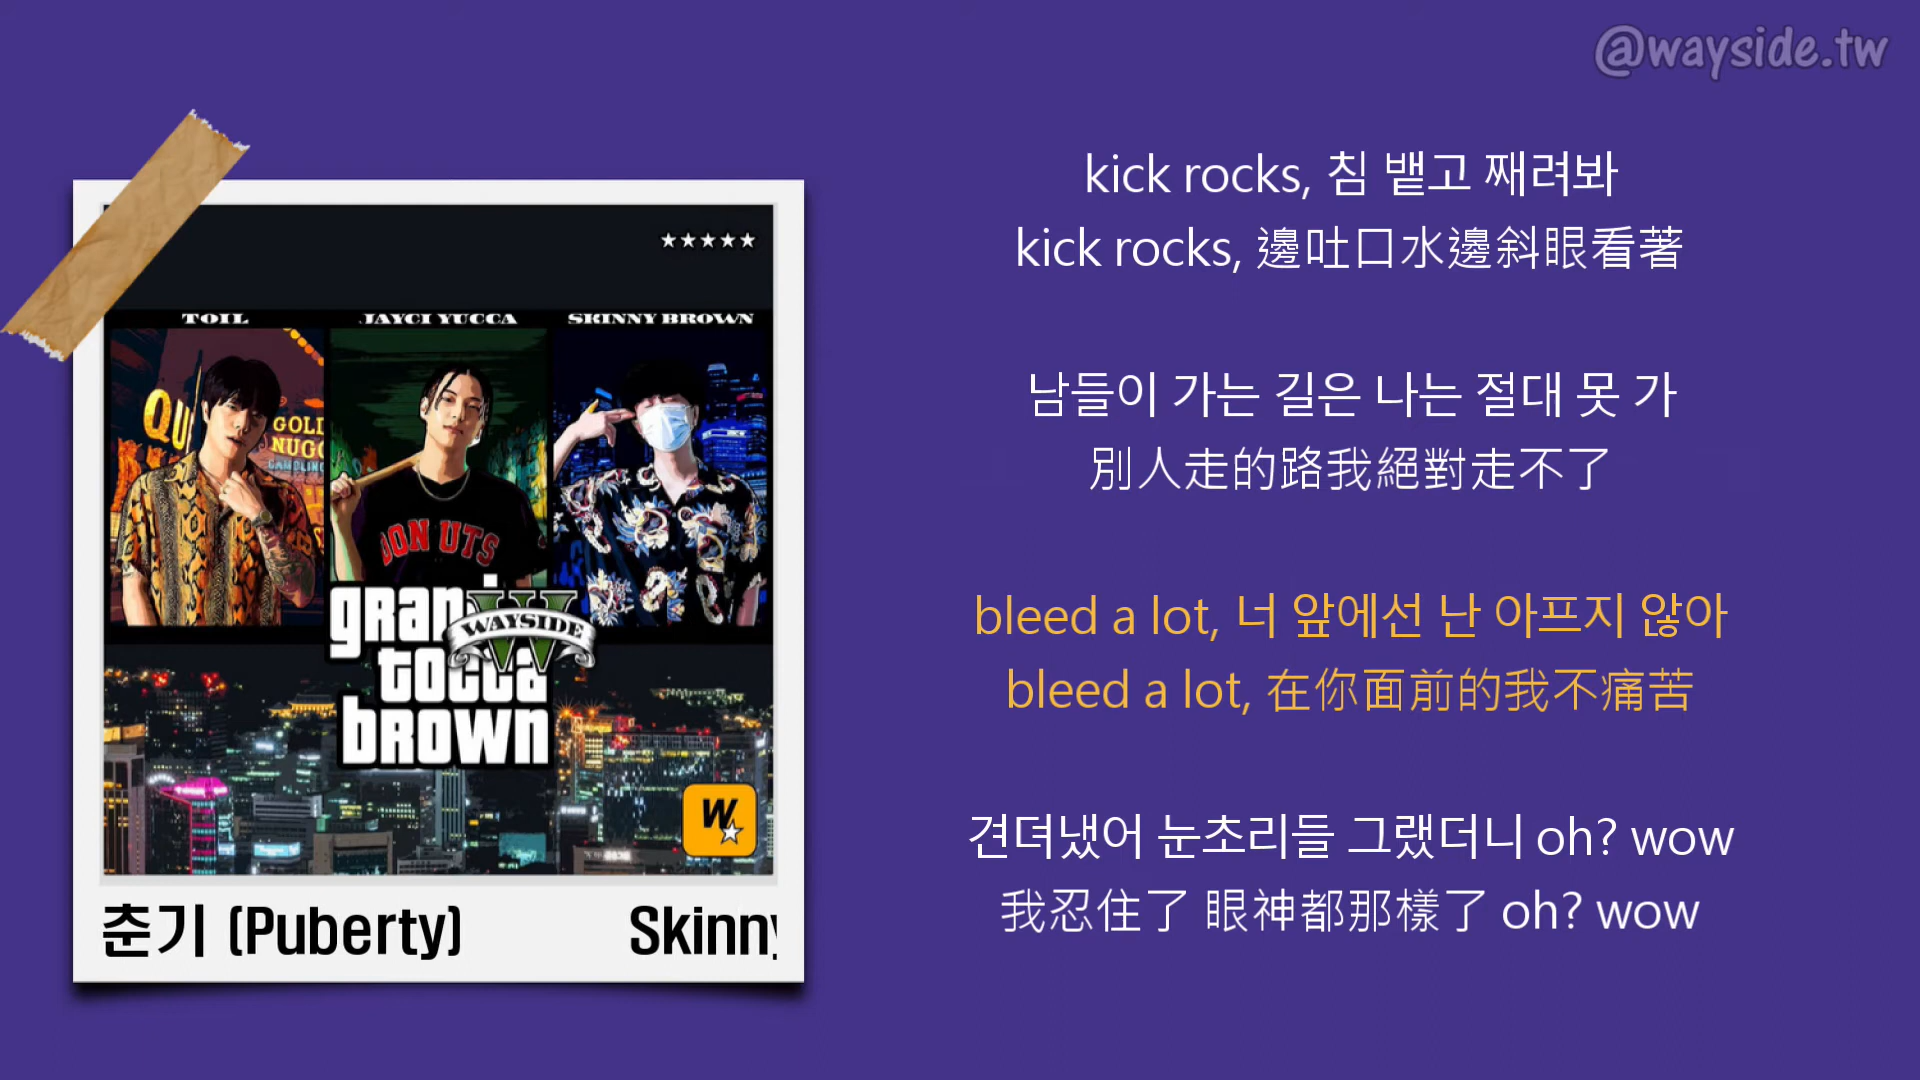 @wayside.tw
★★★★★
TOIL
JAYCI YUCCA
SKINNY BROWN
GOLD
NUGG
GAMBLING
DONUTS
grand
WAYSIDE
tocca
brown
W
춘기 (Puberty)
Skinny
kick rocks, 침 뱉고 째려봐
kick rocks, 邊吐口水邊斜眼看著
남들이 가는 길은 나는 절대 못 가
別人走的路我絕對走不了
bleed a lot, 너 앞에선 난 아프지 않아
bleed a lot, 在你面前的我不痛苦
견뎌냈어 눈초리들 그랬더니 oh? wow
我忍住了 眼神都那樣了 oh? wow